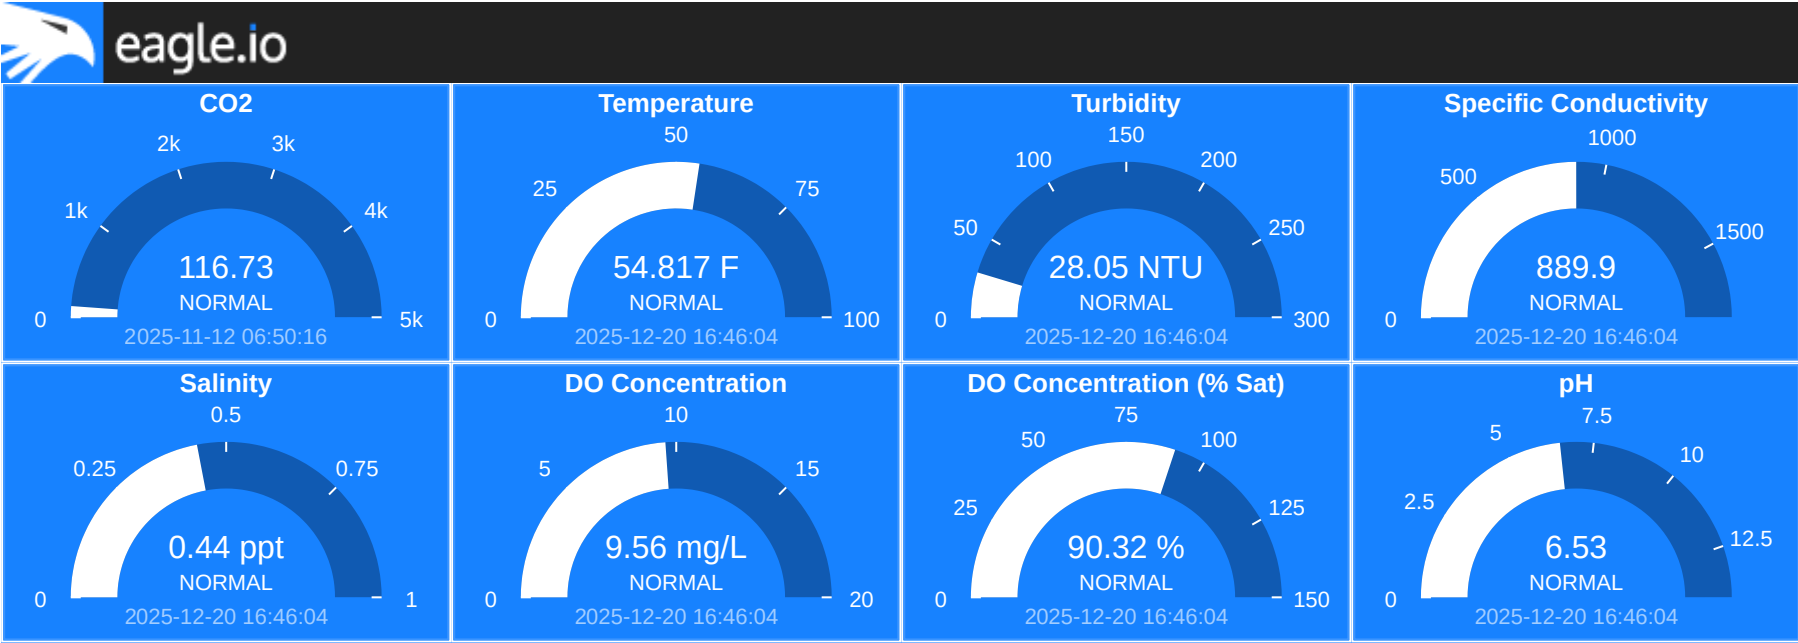 eagle.io
CO2
0
1k
2k
3k
4k
5k
116.73
NORMAL
2025-11-12 06:50:16
Temperature
0
25
50
75
100
54.817 F
NORMAL
2025-12-20 16:46:04
Turbidity
0
50
100
150
200
250
300
28.05 NTU
NORMAL
2025-12-20 16:46:04
Specific Conductivity
0
500
1000
1500
889.9
NORMAL
2025-12-20 16:46:04
Salinity
0
0.25
0.5
0.75
1
0.44 ppt
NORMAL
2025-12-20 16:46:04
DO Concentration
0
5
10
15
20
9.56 mg/L
NORMAL
2025-12-20 16:46:04
DO Concentration (% Sat)
0
25
50
75
100
125
150
90.32 %
NORMAL
2025-12-20 16:46:04
pH
0
2.5
5
7.5
10
12.5
6.53
NORMAL
2025-12-20 16:46:04